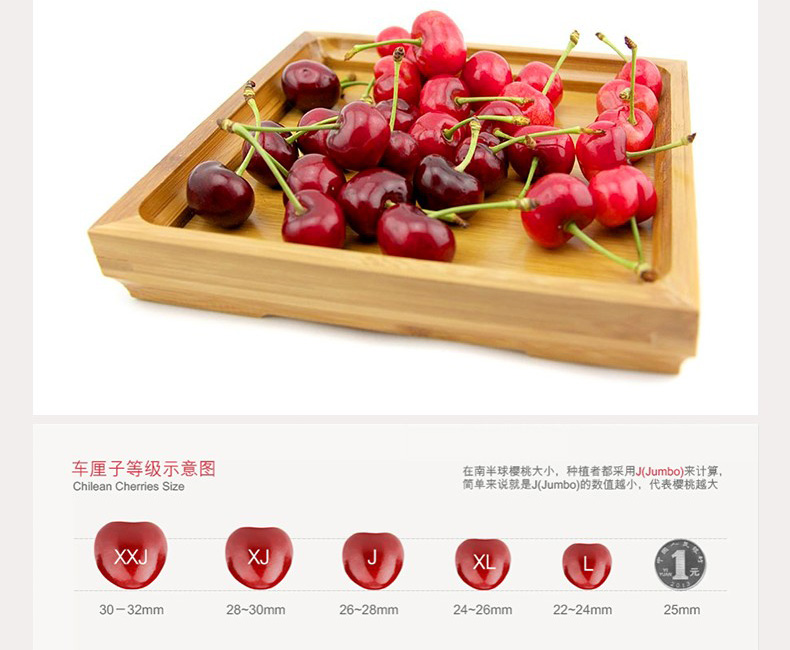 车厘子等级示意图
Chilean Cherries Size
在南半球樱桃大小，种植者都采用J(Jumbo)来计算，
简单来说就是J(Jumbo)的数值越小，代表樱桃越大
XXJ
XJ
J
XL
L
1
元
YI
YUAN
2013
30－32mm
28~30mm
26~28mm
24~26mm
22~24mm
25mm